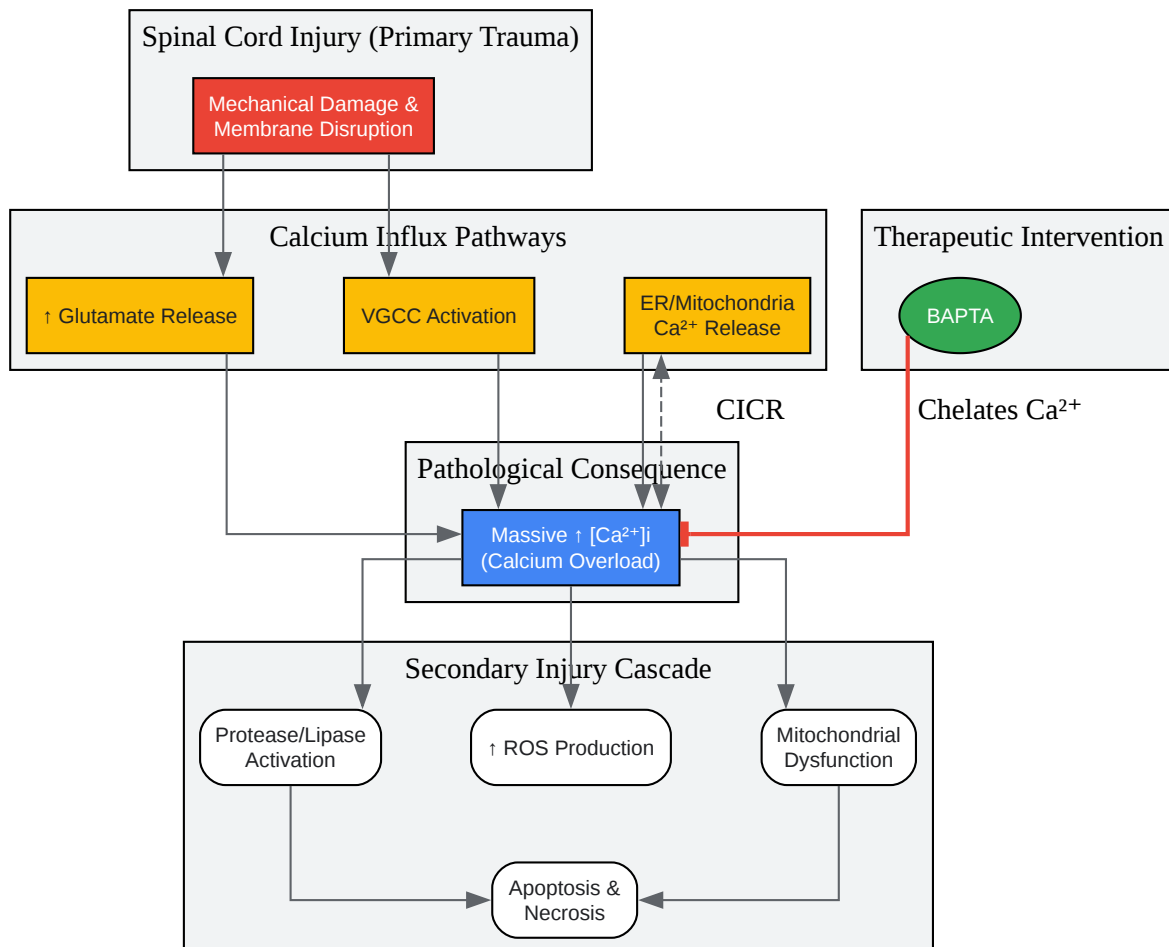 Spinal Cord Injury (Primary Trauma)
Mechanical Damage &
Membrane Disruption
Calcium Influx Pathways
Therapeutic Intervention
↑ Glutamate Release
VGCC Activation
ER/Mitochondria
Ca²⁺ Release
BAPTA
CICR
Chelates Ca²⁺
Pathological Consequence
Massive ↑ [Ca²⁺]i
(Calcium Overload)
Secondary Injury Cascade
Protease/Lipase
Activation
↑ ROS Production
Mitochondrial
Dysfunction
Apoptosis &
Necrosis